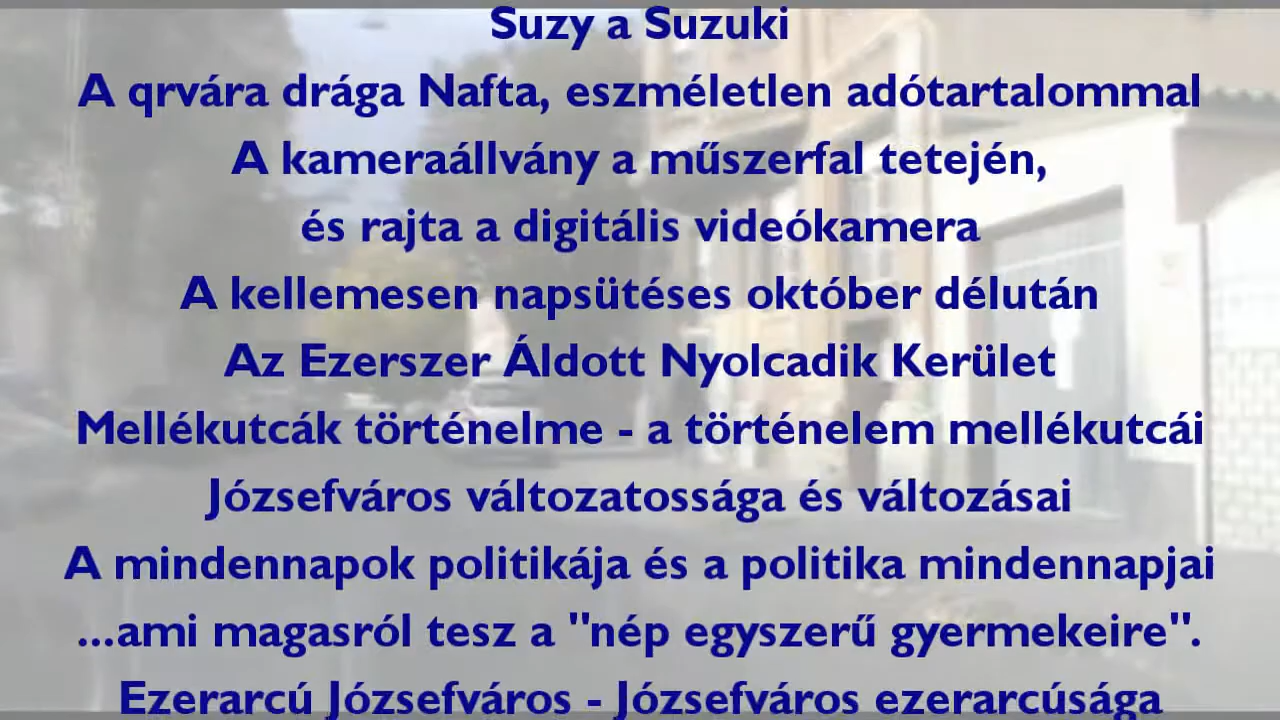 Suzy a Suzuki
A qrvára drága Nafta, eszméletlen adótartalommal
A kameraállvány a műszerfal tetején,
és rajta a digitális videókamera
A kellemesen napsütéses október délután
Az Ezerszer Áldott Nyolcadik Kerület
Mellékutcák történelme - a történelem mellékutcái
Józsefváros változatossága és változásai
A mindennapok politikája és a politika mindennapjai
...ami magasról tesz a "nép egyszerű gyermekeire".
Ezerarcú Józsefváros - Józsefváros ezerarcúsága